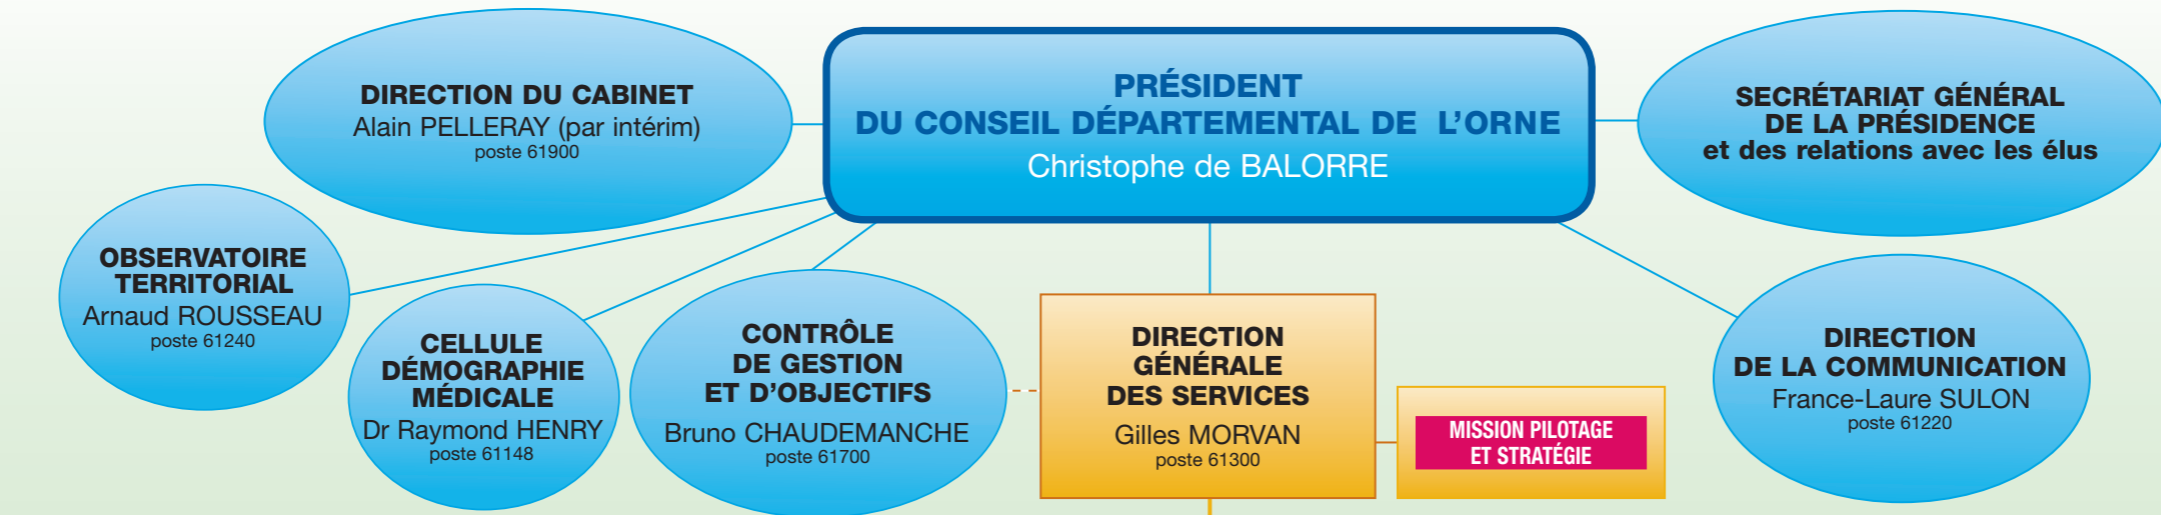 DIRECTION DU CABINET
Alain PELLERAY (par intérim)
poste 61900
PRÉSIDENT
DU CONSEIL DÉPARTEMENTAL DE L’ORNE
Christophe de BALORRE
SECRÉTARIAT GÉNÉRAL
DE LA PRÉSIDENCE
et des relations avec les élus
OBSERVATOIRE
TERRITORIAL
Arnaud ROUSSEAU
poste 61240
CELLULE
DÉMOGRAPHIE
MÉDICALE
Dr Raymond HENRY
poste 61148
CONTRÔLE
DE GESTION
ET D’OBJECTIFS
Bruno CHAUDEMANCHE
poste 61700
DIRECTION
GÉNÉRALE
DES SERVICES
Gilles MORVAN
poste 61300
MISSION PILOTAGE
ET STRATÉGIE
DIRECTION
DE LA COMMUNICATION
France-Laure SULON
poste 61220